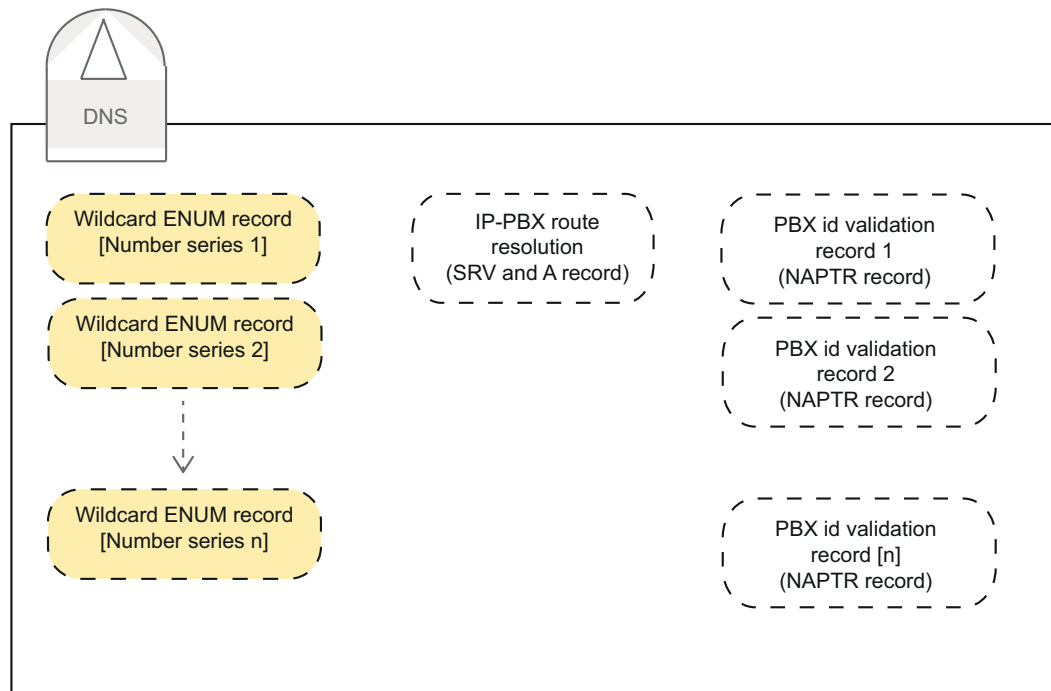 DNS
Wildcard ENUM record
[Number series 1]
Wildcard ENUM record
[Number series 2]
Wildcard ENUM record
[Number series n]
IP-PBX route
resolution
(SRV and A record)
PBX id validation
record 1
(NAPTR record)
PBX id validation
record 2
(NAPTR record)
PBX id validation
record [n]
(NAPTR record)